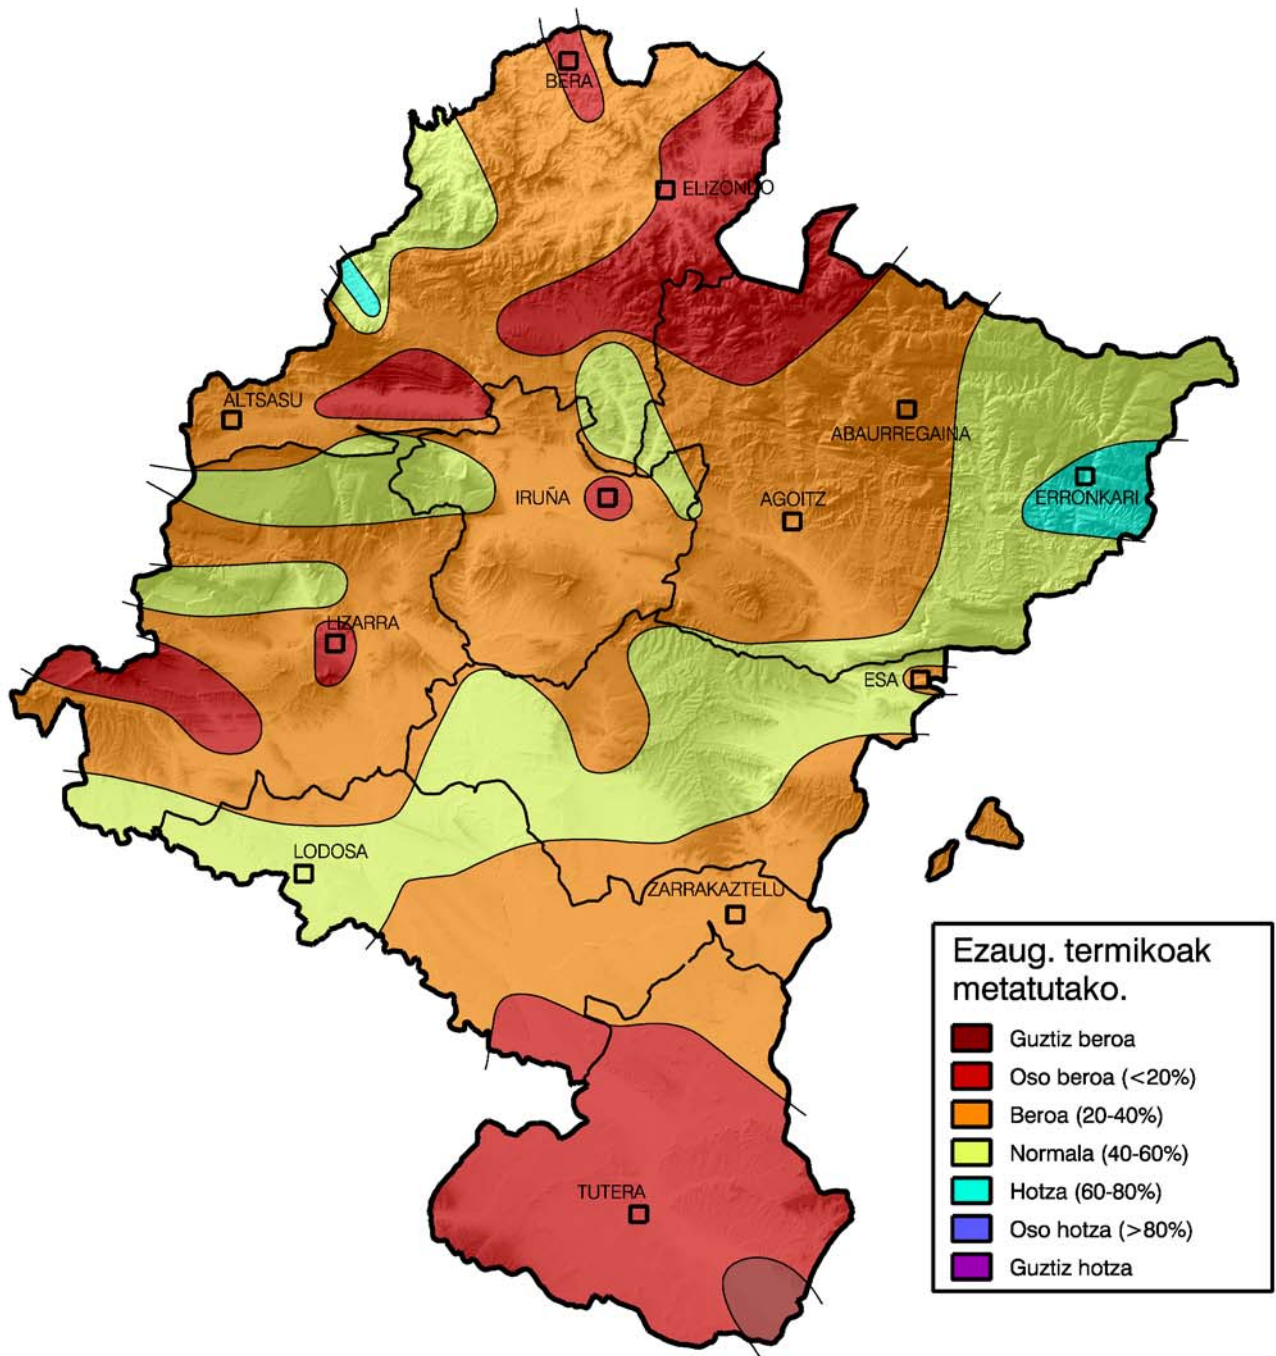 BERA
ELIZONDO
ALTSASU
ABAURREGAINA
IRUÑA
AGOITZ
ERRONKARI
LIZARRA
ESA
LODOSA
ZARRAKAZTELU
TUTERA
Ezaug. termikoak
metatutako.
Guztiz beroa
Oso beroa (<20%)
Beroa (20-40%)
Normala (40-60%)
Hotza (60-80%)
Oso hotza (>80%)
Guztiz hotza